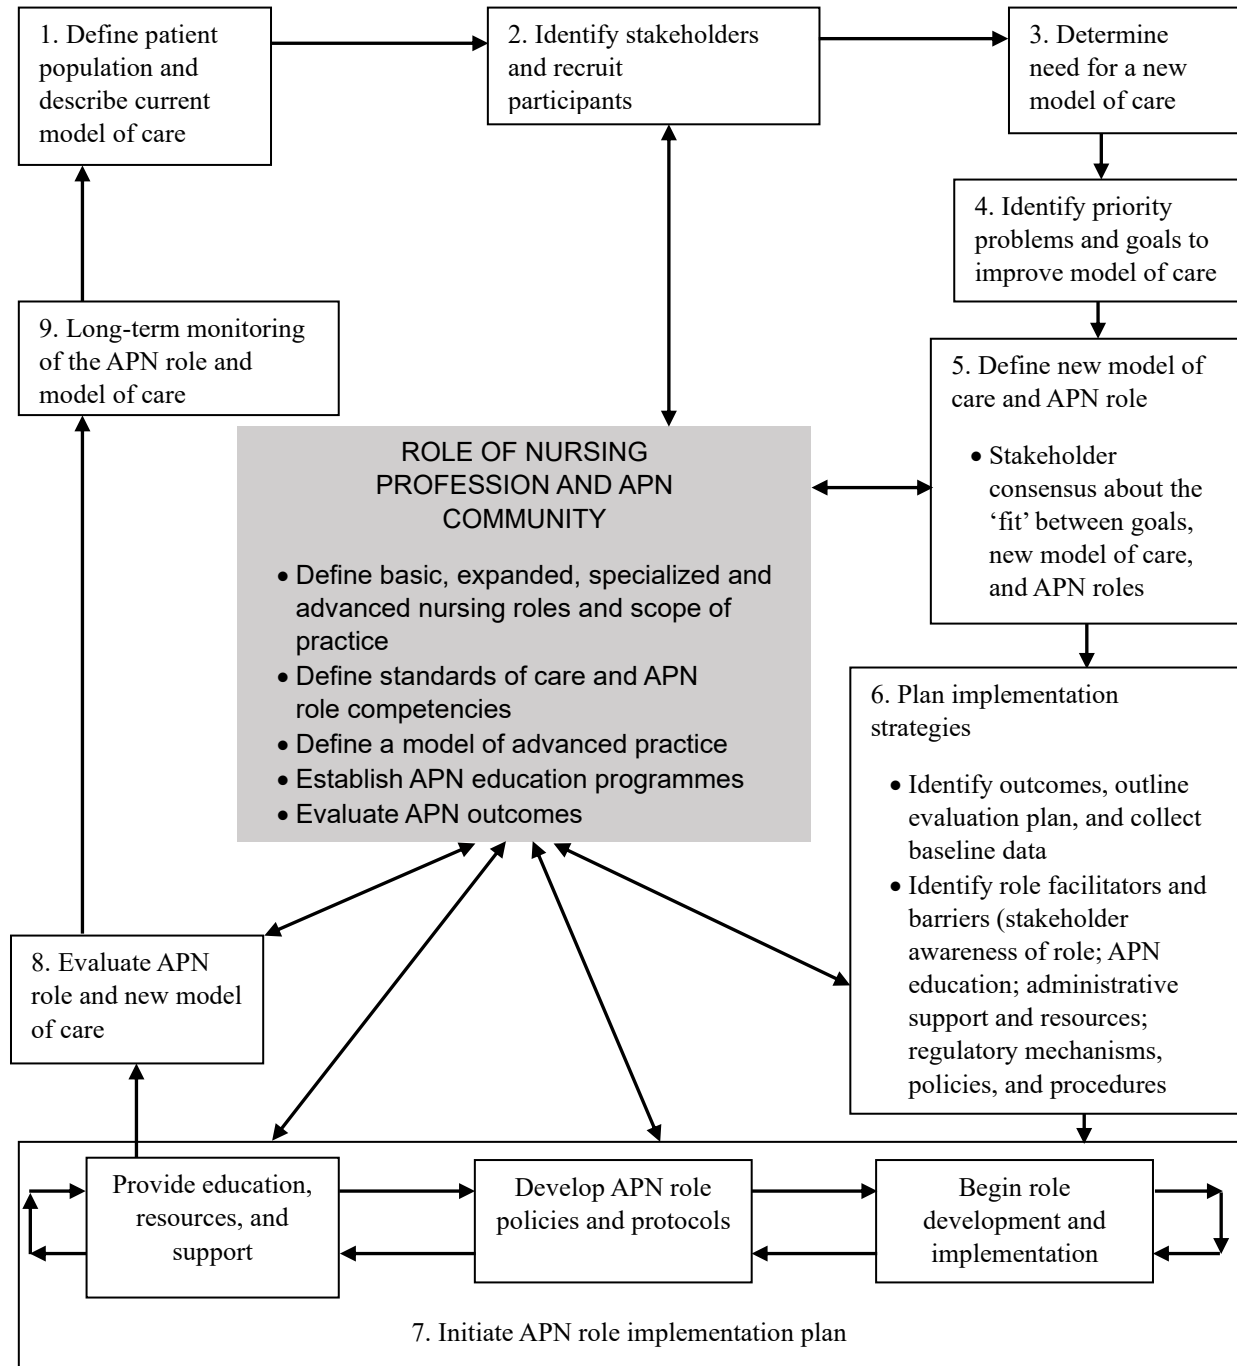 1. Define patient
population and
describe current
model of care
2. Identify stakeholders
and recruit
participants
3. Determine
need for a new
model of care
4. Identify priority
problems and goals to
improve model of care
9. Long-term monitoring
of the APN role and
model of care
5. Define new model of
care and APN role
• Stakeholder
consensus about the
‘fit’ between goals,
new model of care,
and APN roles
ROLE OF NURSING
PROFESSION AND APN
COMMUNITY
• Define basic, expanded, specialized and
advanced nursing roles and scope of
practice
• Define standards of care and APN
role competencies
• Define a model of advanced practice
• Establish APN education programmes
• Evaluate APN outcomes
6. Plan implementation
strategies
• Identify outcomes, outline
evaluation plan, and collect
baseline data
• Identify role facilitators and
barriers (stakeholder
awareness of role; APN
education; administrative
support and resources;
regulatory mechanisms,
policies, and procedures
8. Evaluate APN
role and new model
of care
Provide education,
resources, and
support
Develop APN role
policies and protocols
Begin role
development and
implementation
7. Initiate APN role implementation plan